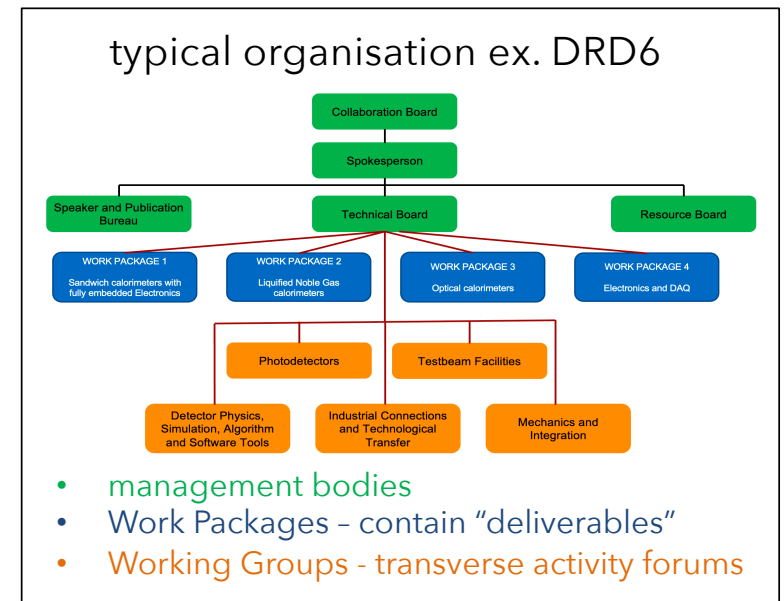 typical organisation ex. DRD6
Collaboration Board
Spokesperson
Speaker and Publication
Bureau
Technical Board
Resource Board
WORK PACKAGE 1
Sandwich calorimeters with
fully embedded Electronics
WORK PACKAGE 2
Liquified Noble Gas
calorimeters
WORK PACKAGE 3
Optical calorimeters
WORK PACKAGE 4
Electronics and DAQ
Photodetectors
Testbeam Facilities
Detector Physics,
Simulation, Algorithm
and Software Tools
Industrial Connections
and Technological
Transfer
Mechanics and
Integration
• management bodies
• Work Packages – contain “deliverables”
• Working Groups - transverse activity forums